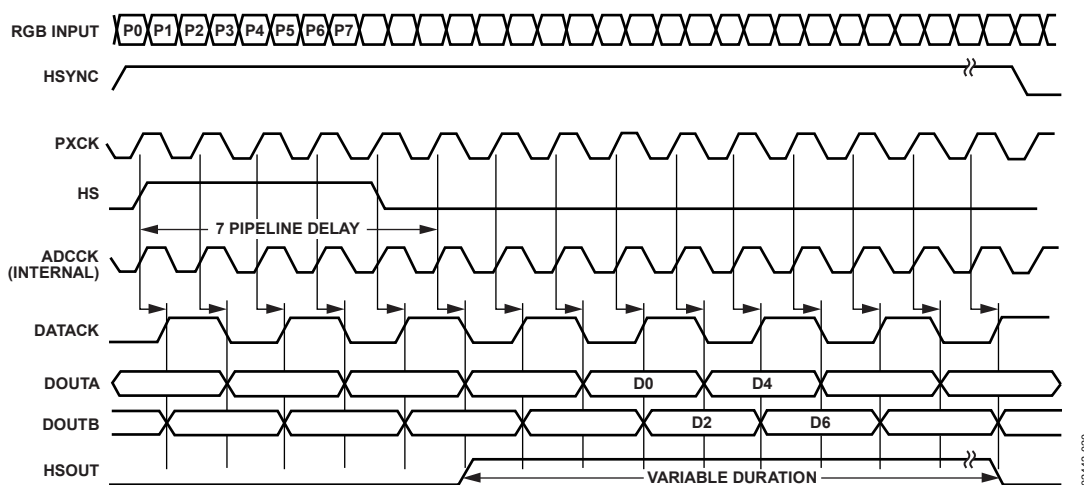 RGB INPUT P0 P1 P2 P3 P4 P5 P6 P7
HSYNC
PXCK
HS
7 PIPELINE DELAY
ADCCK
(INTERNAL)
DATACK
DOUTA D0 D4
DOUTB D2 D6
HSOUT VARIABLE DURATION